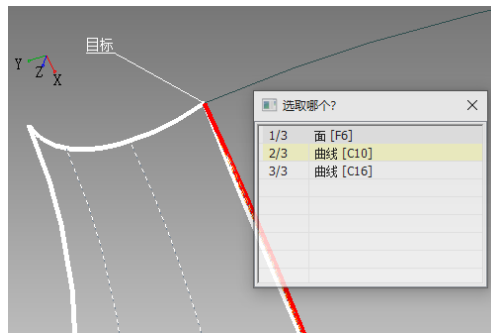 目标
Y
Z
X
选取哪个?
1/3 面 [F6]
2/3 曲线 [C10]
3/3 曲线 [C16]